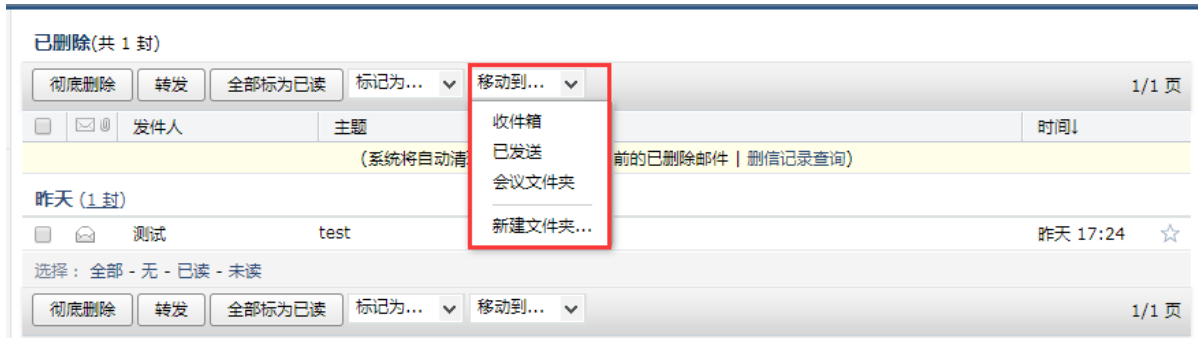 已删除(共 1 封)
彻底删除 转发 全部标为已读 标记为... 移动到... 1/1 页
发件人 主题 时间↓
收件箱
(系统将自动清 前的已删除邮件 | 删信记录查询)
已发送
会议文件夹
昨天 (1 封)
新建文件夹...
测试 test 昨天 17:24
选择：全部 - 无 - 已读 - 未读
彻底删除 转发 全部标为已读 标记为... 移动到... 1/1 页